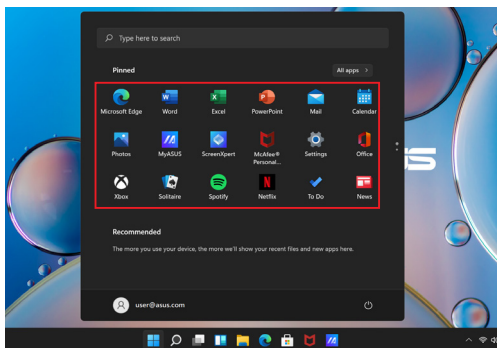 Type here to search
Pinned
All apps >
Microsoft Edge Word Excel PowerPoint Mail Calendar
Photos MyASUS ScreenXpert McAfee® Personal... Settings Office
Xbox Solitaire Spotify Netflix To Do News
Recommended
The more you use your device, the more we'll show your recent files and new apps here.
user@asus.com